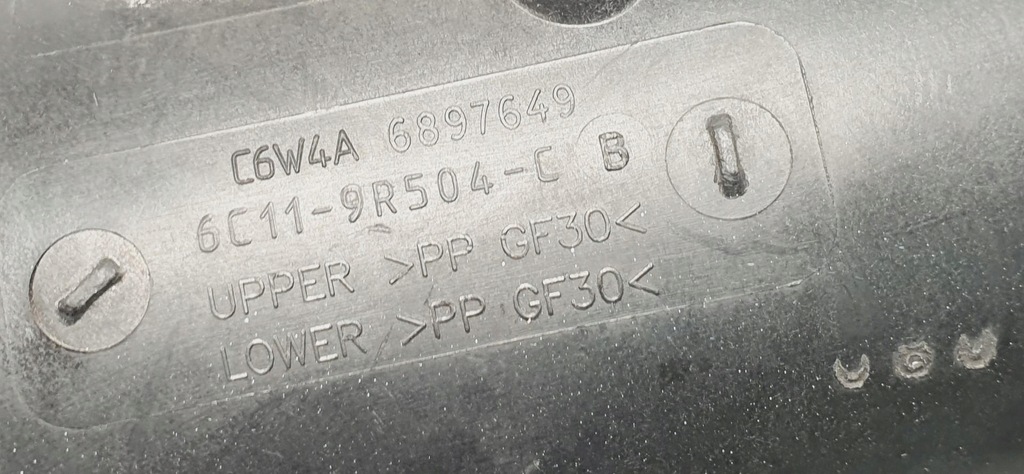 C6W4A 6897649
6C11-9R504-C B
UPPER >PP GF30<
LOWER >PP GF30<